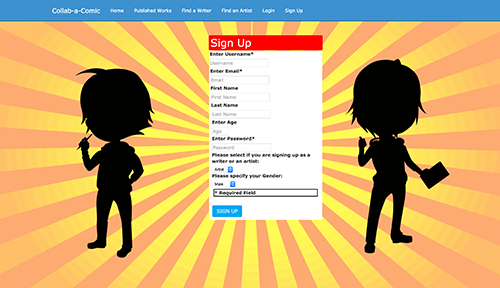 Collab-a-Comic Home Published Works Find a Writer Find an Artist Login Sign Up
Sign Up
Enter Username*
Username
Enter Email*
Email
First Name
First Name
Last Name
Last Name
Enter Age
Age
Enter Password*
Password
Please select if you are signing up as a
writer or an artist:
Artist
Please specify your Gender:
Male
* Required Field
SIGN UP